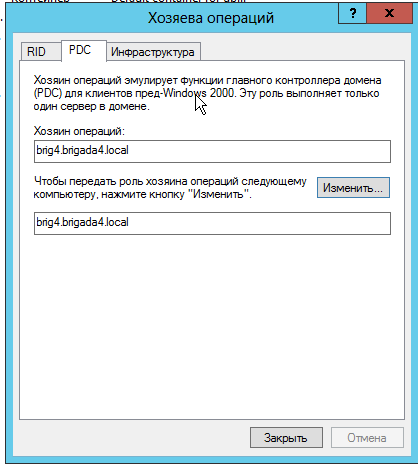 Хозяева операций
?
x
RID
PDC
Инфраструктура
Хозяин операций эмулирует функции главного контроллера домена
(PDC) для клиентов пред-Windows 2000. Эту роль выполняет только
один сервер в домене.
Хозяин операций:
brig4.brigada4.local
Чтобы передать роль хозяина операций следующему
компьютеру, нажмите кнопку "Изменить".
Изменить...
brig4.brigada4.local
Закрыть
Отмена